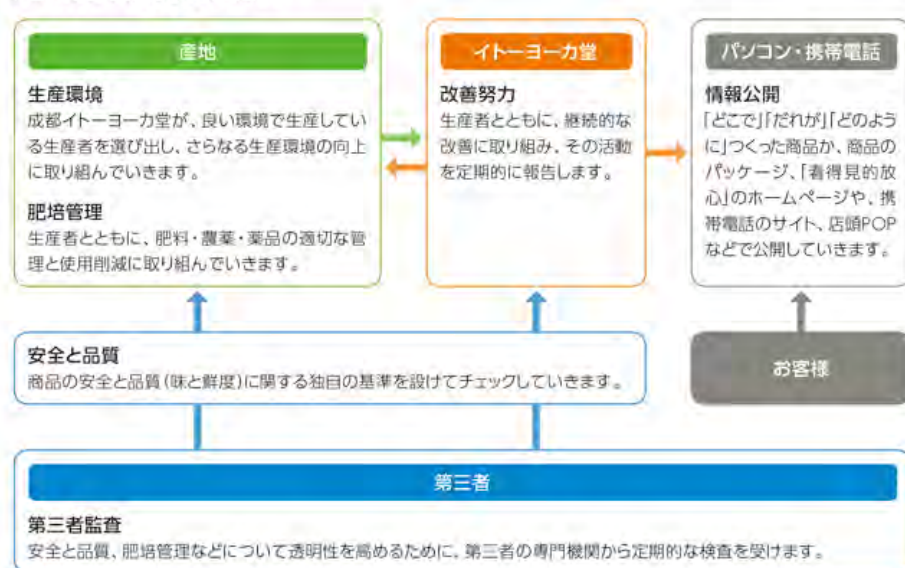 産地
生産環境
成都イトーヨーカ堂が、良い環境で生産してい
る生産者を選び出し、さらなる生産環境の向上
に取り組んでいきます。
肥培管理
生産者とともに、肥料・農薬・薬品の適切な管
理と使用削減に取り組んでいきます。
イトーヨーカ堂
改善努力
生産者とともに、継続的な
改善に取り組み、その活動
を定期的に報告します。
パソコン・携帯電話
情報公開
「どこで」「だれが」「どのよう
に」つくった商品か、商品の
パッケージ、「看得見的放
心」のホームページや、携
帯電話のサイト、店頭POP
などで公開していきます。
安全と品質
商品の安全と品質(味と鮮度)に関する独自の基準を設けてチェックしていきます。
お客様
第三者
第三者監査
安全と品質、肥培管理などについて透明性を高めるために、第三者の専門機関から定期的な検査を受けます。